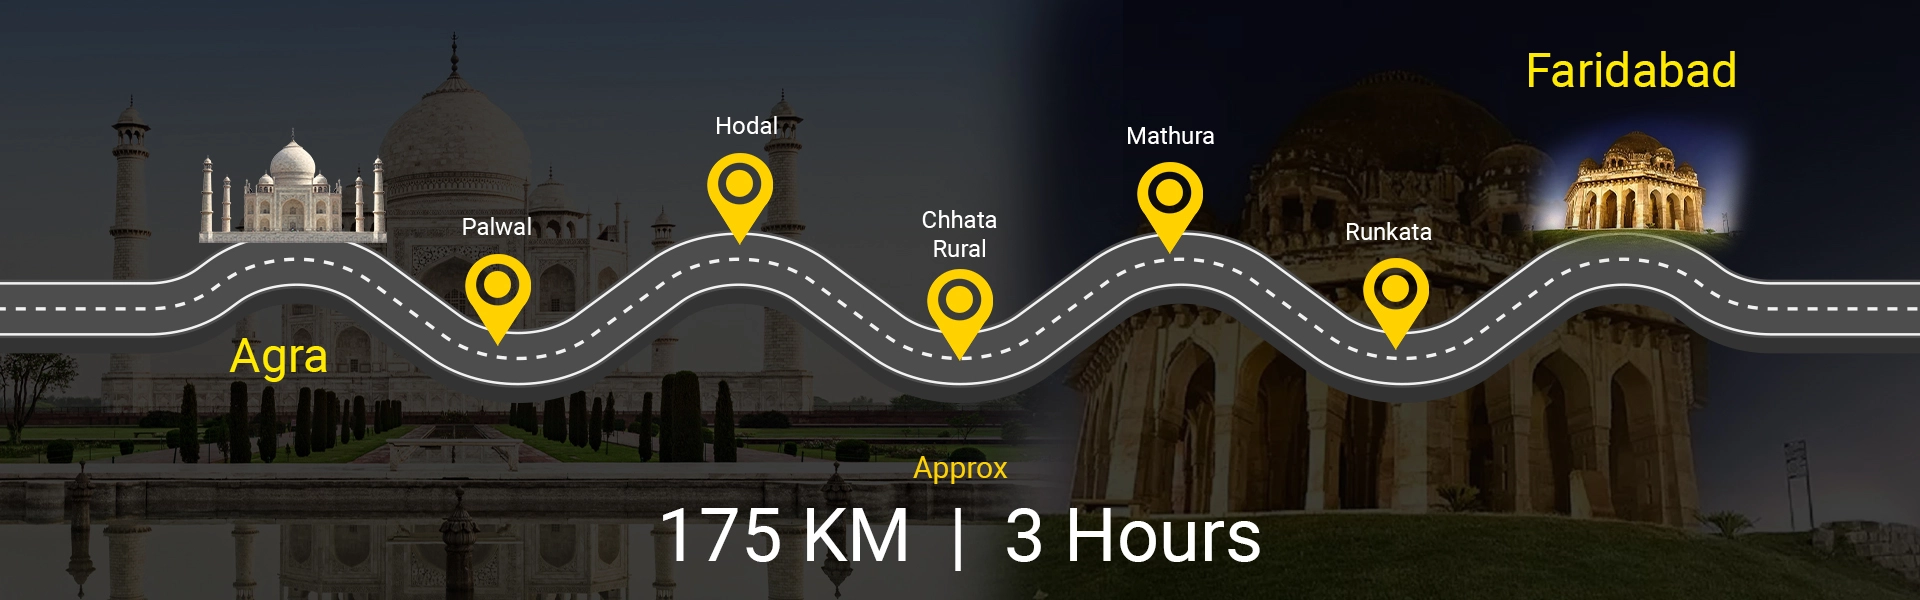 Faridabad
Hodal
Mathura
Palwal
Chhata
Rural
Runkata
Agra
Approx
175 KM | 3 Hours